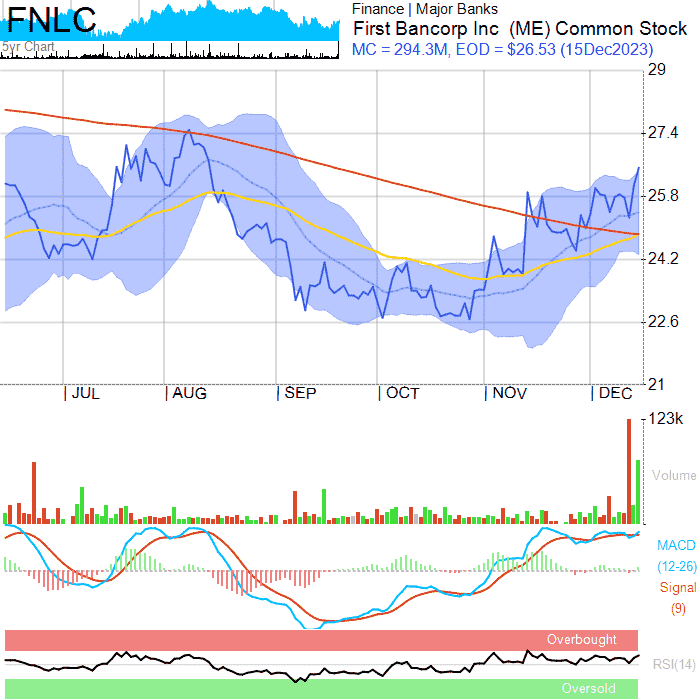 FNLC
5yr Chart
Finance | Major Banks
First Bancorp Inc (ME) Common Stock
MC = 294.3M, EOD = $26.53 (15Dec2023)
29
27.4
25.8
24.2
22.6
21
JUL AUG SEP OCT NOV DEC
123k
Volume
MACD
(12-26)
Signal
(9)
Overbought
RSI(14)
Oversold